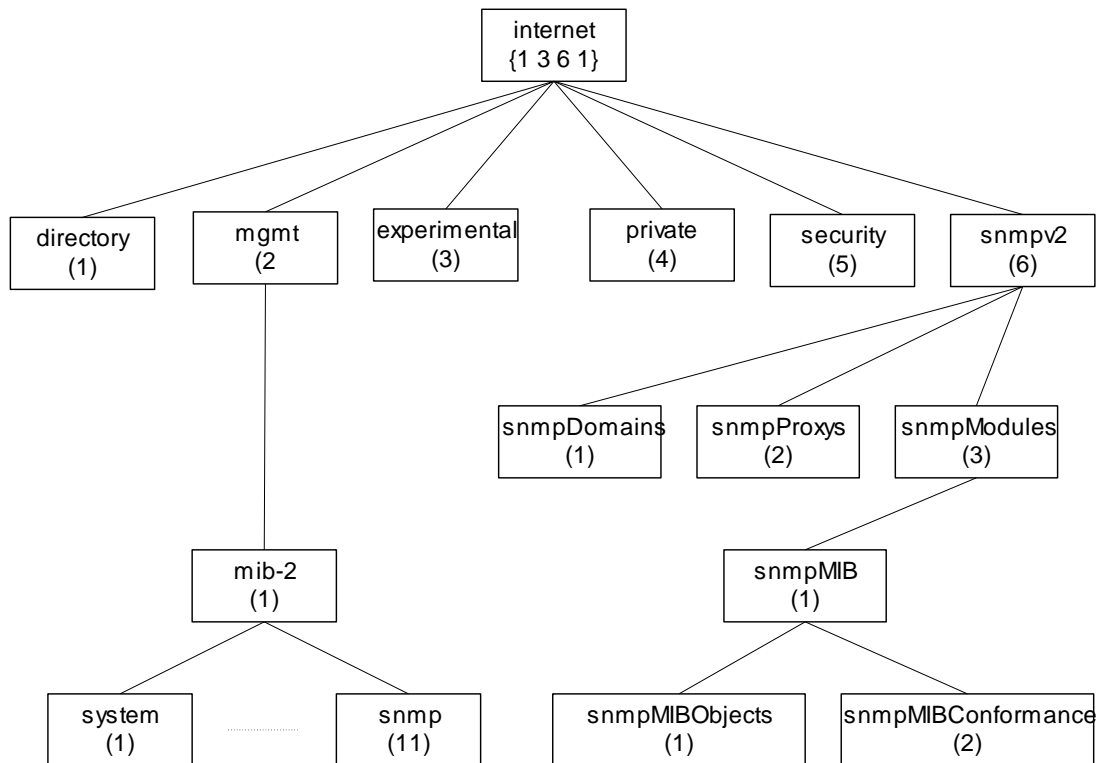 internet
{1 3 6 1}
directory
(1)
mgmt
(2
experimental
(3)
private
(4)
security
(5)
snmpv2
(6)
snmpDomains
(1)
snmpProxys
(2)
snmpModules
(3)
mib-2
(1)
snmpMIB
(1)
system
(1)
snmp
(11)
snmpMIBObjects
(1)
snmpMIBConformance
(2)